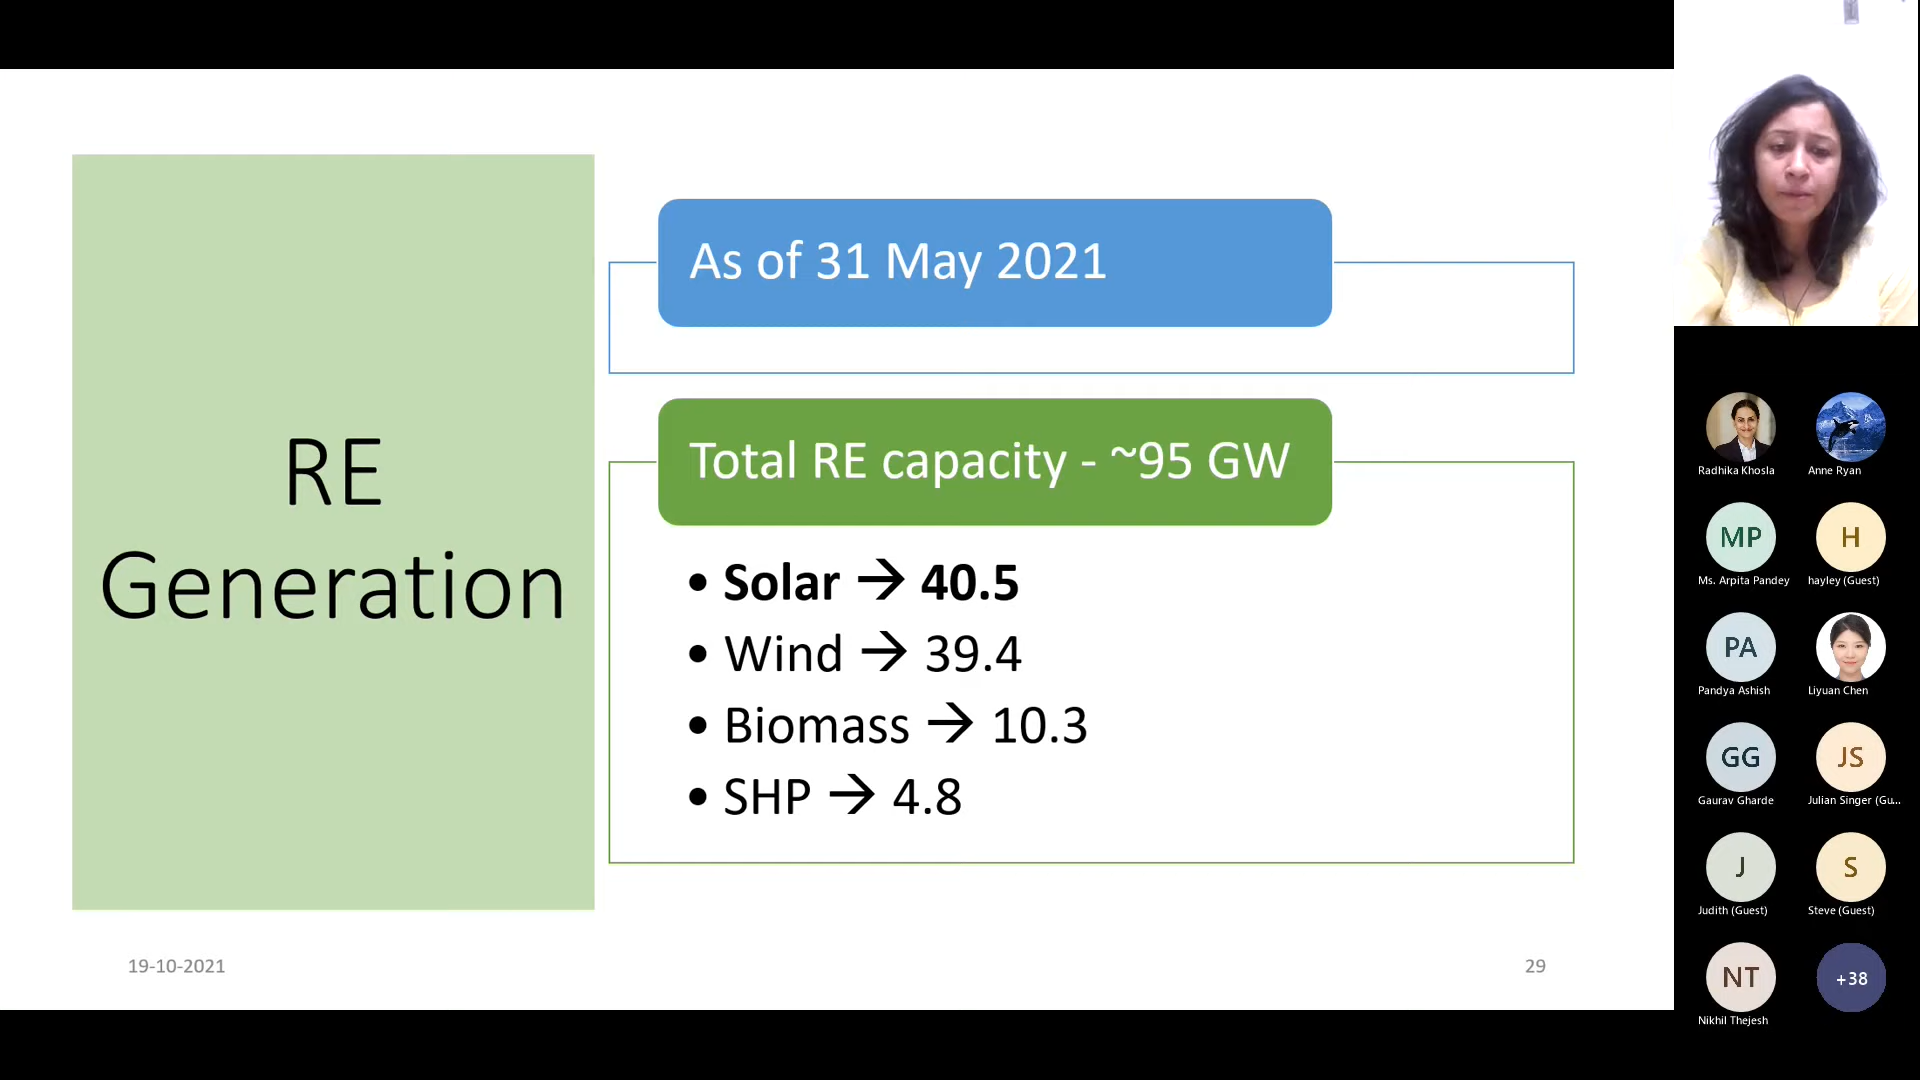 RE
Generation
As of 31 May 2021
Total RE capacity - ~95 GW
• Solar → 40.5
• Wind → 39.4
• Biomass → 10.3
• SHP → 4.8
19-10-2021
29
Radhika Khosla
Anne Ryan
MP
Ms. Arpita Pandey
H
hayley (Guest)
PA
Pandya Ashish
Liyuan Chen
GG
Gaurav Gharde
JS
Julian Singer (Gu...
J
Judith (Guest)
S
Steve (Guest)
NT
Nikhil Thejesh
+38